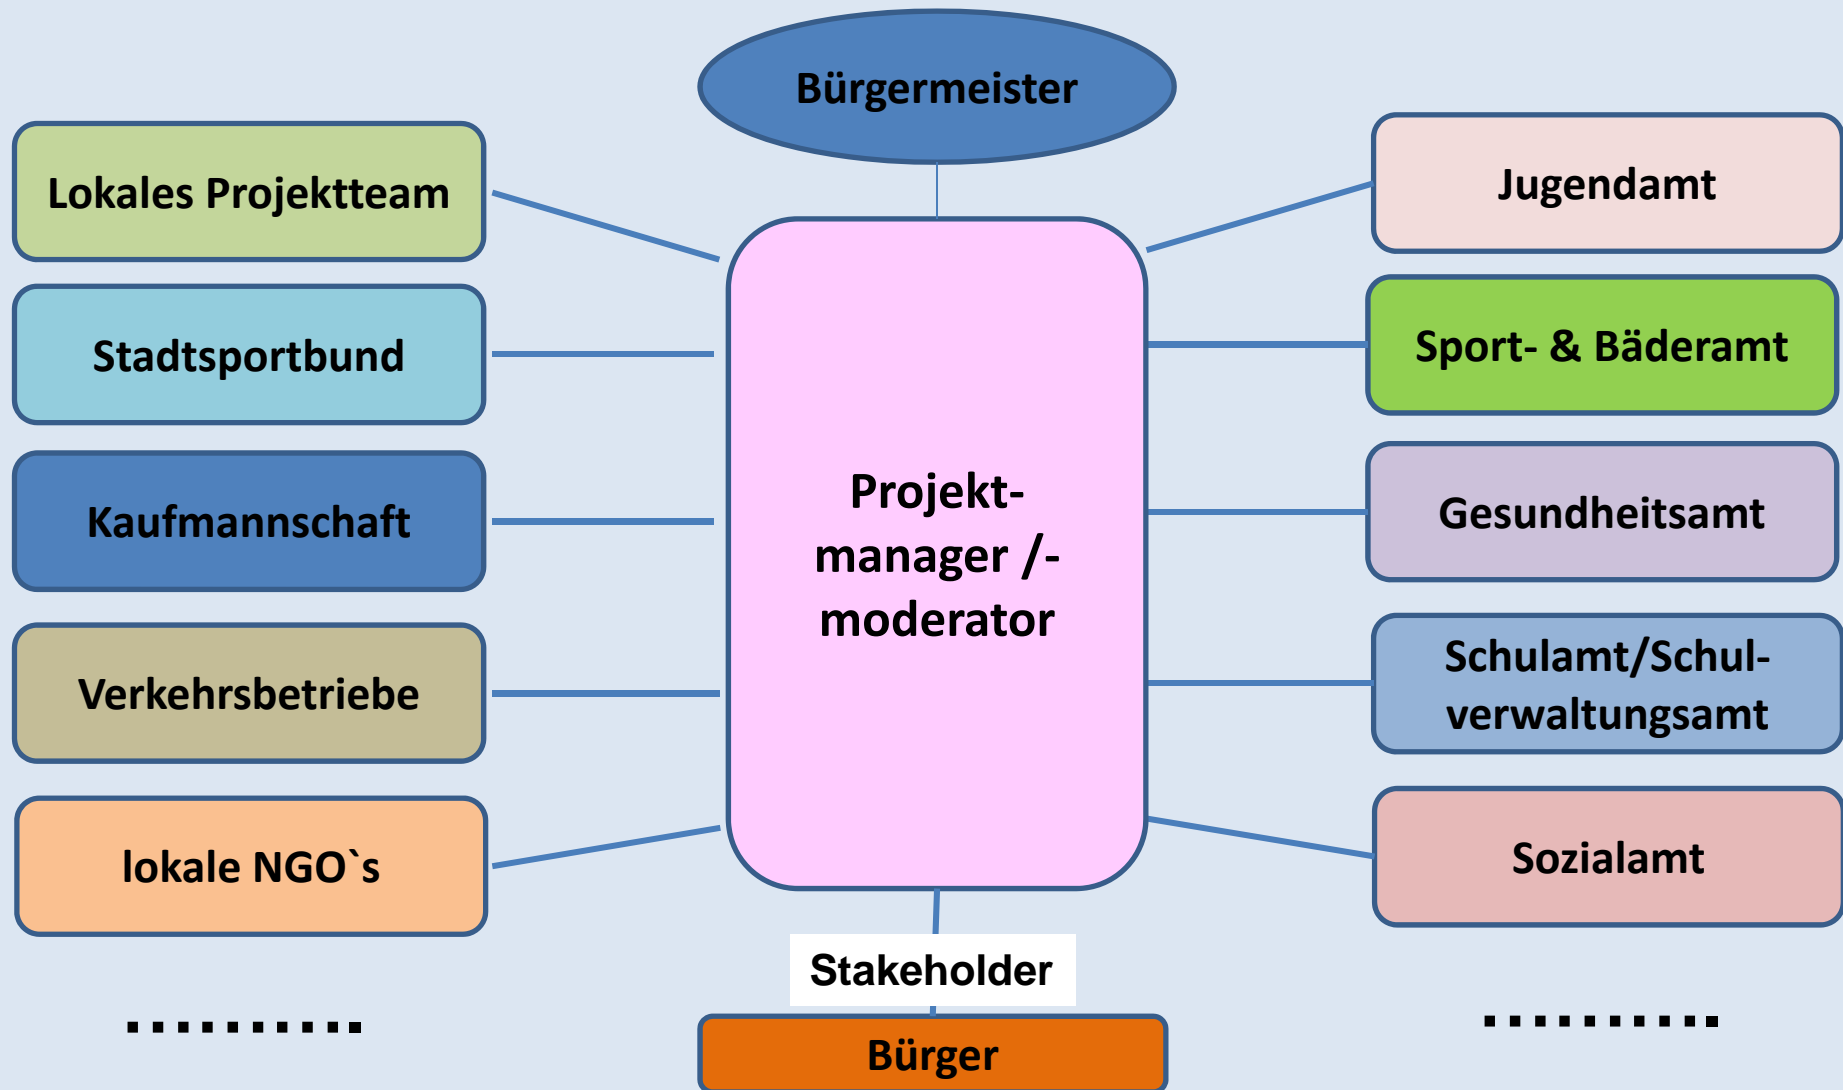 Bürgermeister
Lokales Projektteam
Stadtsportbund
Kaufmannschaft
Verkehrsbetriebe
lokale NGO`s
..........
Projekt-
manager /-
moderator
Stakeholder
Bürger
Jugendamt
Sport- & Bäderamt
Gesundheitsamt
Schulamt/Schul-
verwaltungsamt
Sozialamt
..........